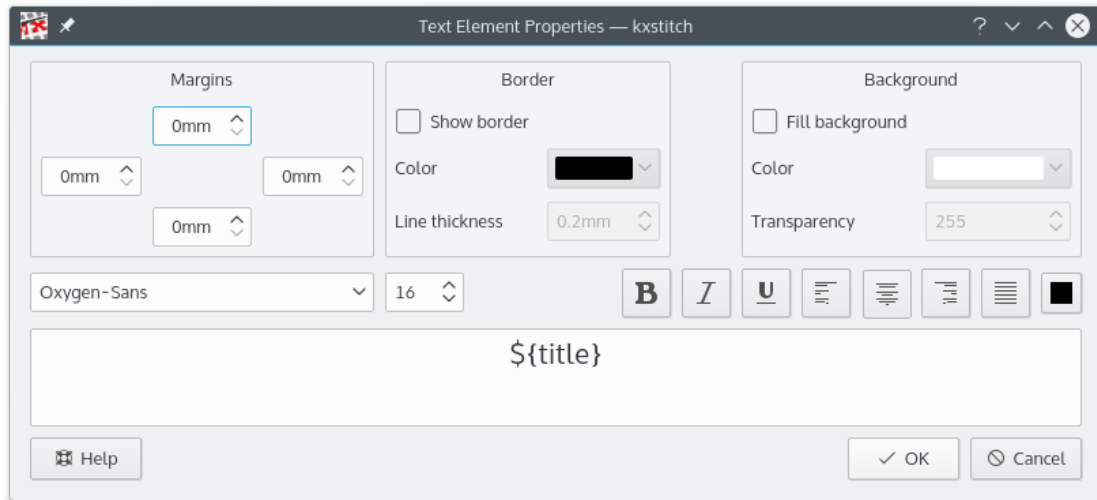 Text Element Properties — kxstitch
Margins
Border
Background
0mm
Show border
Fill background
0mm
0mm
Color
Color
0mm
Line thickness
0.2mm
Transparency
255
Oxygen-Sans
16
B
I
U
${title}
Help
OK
Cancel